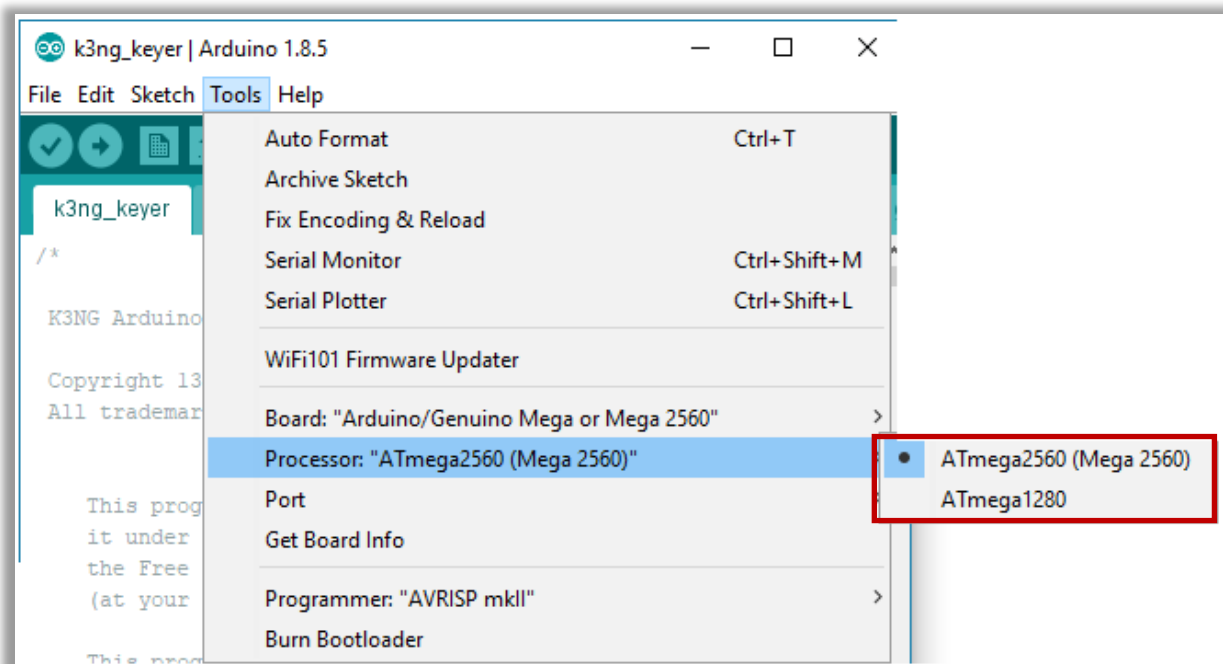 k3ng_keyer | Arduino 1.8.5
File Edit Sketch Tools Help
Auto Format Ctrl+T
Archive Sketch
k3ng_keyer
Fix Encoding & Reload
/*
Serial Monitor Ctrl+Shift+M
Serial Plotter Ctrl+Shift+L
K3NG Arduino
WiFi101 Firmware Updater
Copyright 13
All trademar
Board: "Arduino/Genuino Mega or Mega 2560"
Processor: "ATmega2560 (Mega 2560)"
ATmega2560 (Mega 2560)
Port
ATmega1280
This prog
it under
Get Board Info
the Free
(at your
Programmer: "AVRISP mkII"
Burn Bootloader
This prog